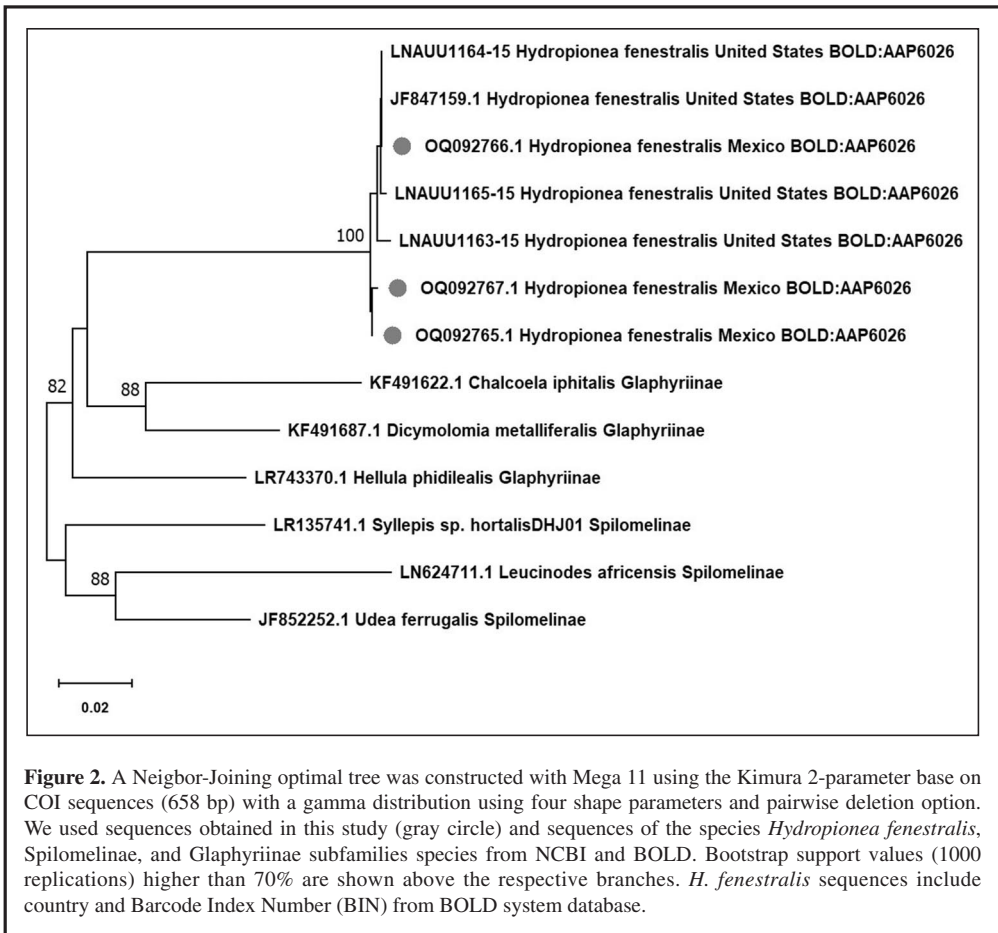 LNAUU1164-15 Hydropionea fenestralis United States BOLD:AAP6026
JF847159.1 Hydropionea fenestralis United States BOLD:AAP6026
OQ092766.1 Hydropionea fenestralis Mexico BOLD:AAP6026
LNAUU1165-15 Hydropionea fenestralis United States BOLD:AAP6026
100
LNAUU1163-15 Hydropionea fenestralis United States BOLD:AAP6026
OQ092767.1 Hydropionea fenestralis Mexico BOLD:AAP6026
OQ092765.1 Hydropionea fenestralis Mexico BOLD:AAP6026
82
88
KF491622.1 Chalcoela iphitalis Glaphyriinae
KF491687.1 Dicymolomia metalliferalis Glaphyriinae
LR743370.1 Hellula phidilealis Glaphyriinae
LR135741.1 Syllepis sp. hortalisDHJ01 Spilomelinae
88
LN624711.1 Leucinodes africensis Spilomelinae
JF852252.1 Udea ferrugalis Spilomelinae
0.02
Figure 2. A Neigbor-Joining optimal tree was constructed with Mega 11 using the Kimura 2-parameter base on
COI sequences (658 bp) with a gamma distribution using four shape parameters and pairwise deletion option.
We used sequences obtained in this study (gray circle) and sequences of the species Hydropionea fenestralis,
Spilomelinae, and Glaphyriinae subfamilies species from NCBI and BOLD. Bootstrap support values (1000
replications) higher than 70% are shown above the respective branches. H. fenestralis sequences include
country and Barcode Index Number (BIN) from BOLD system database.